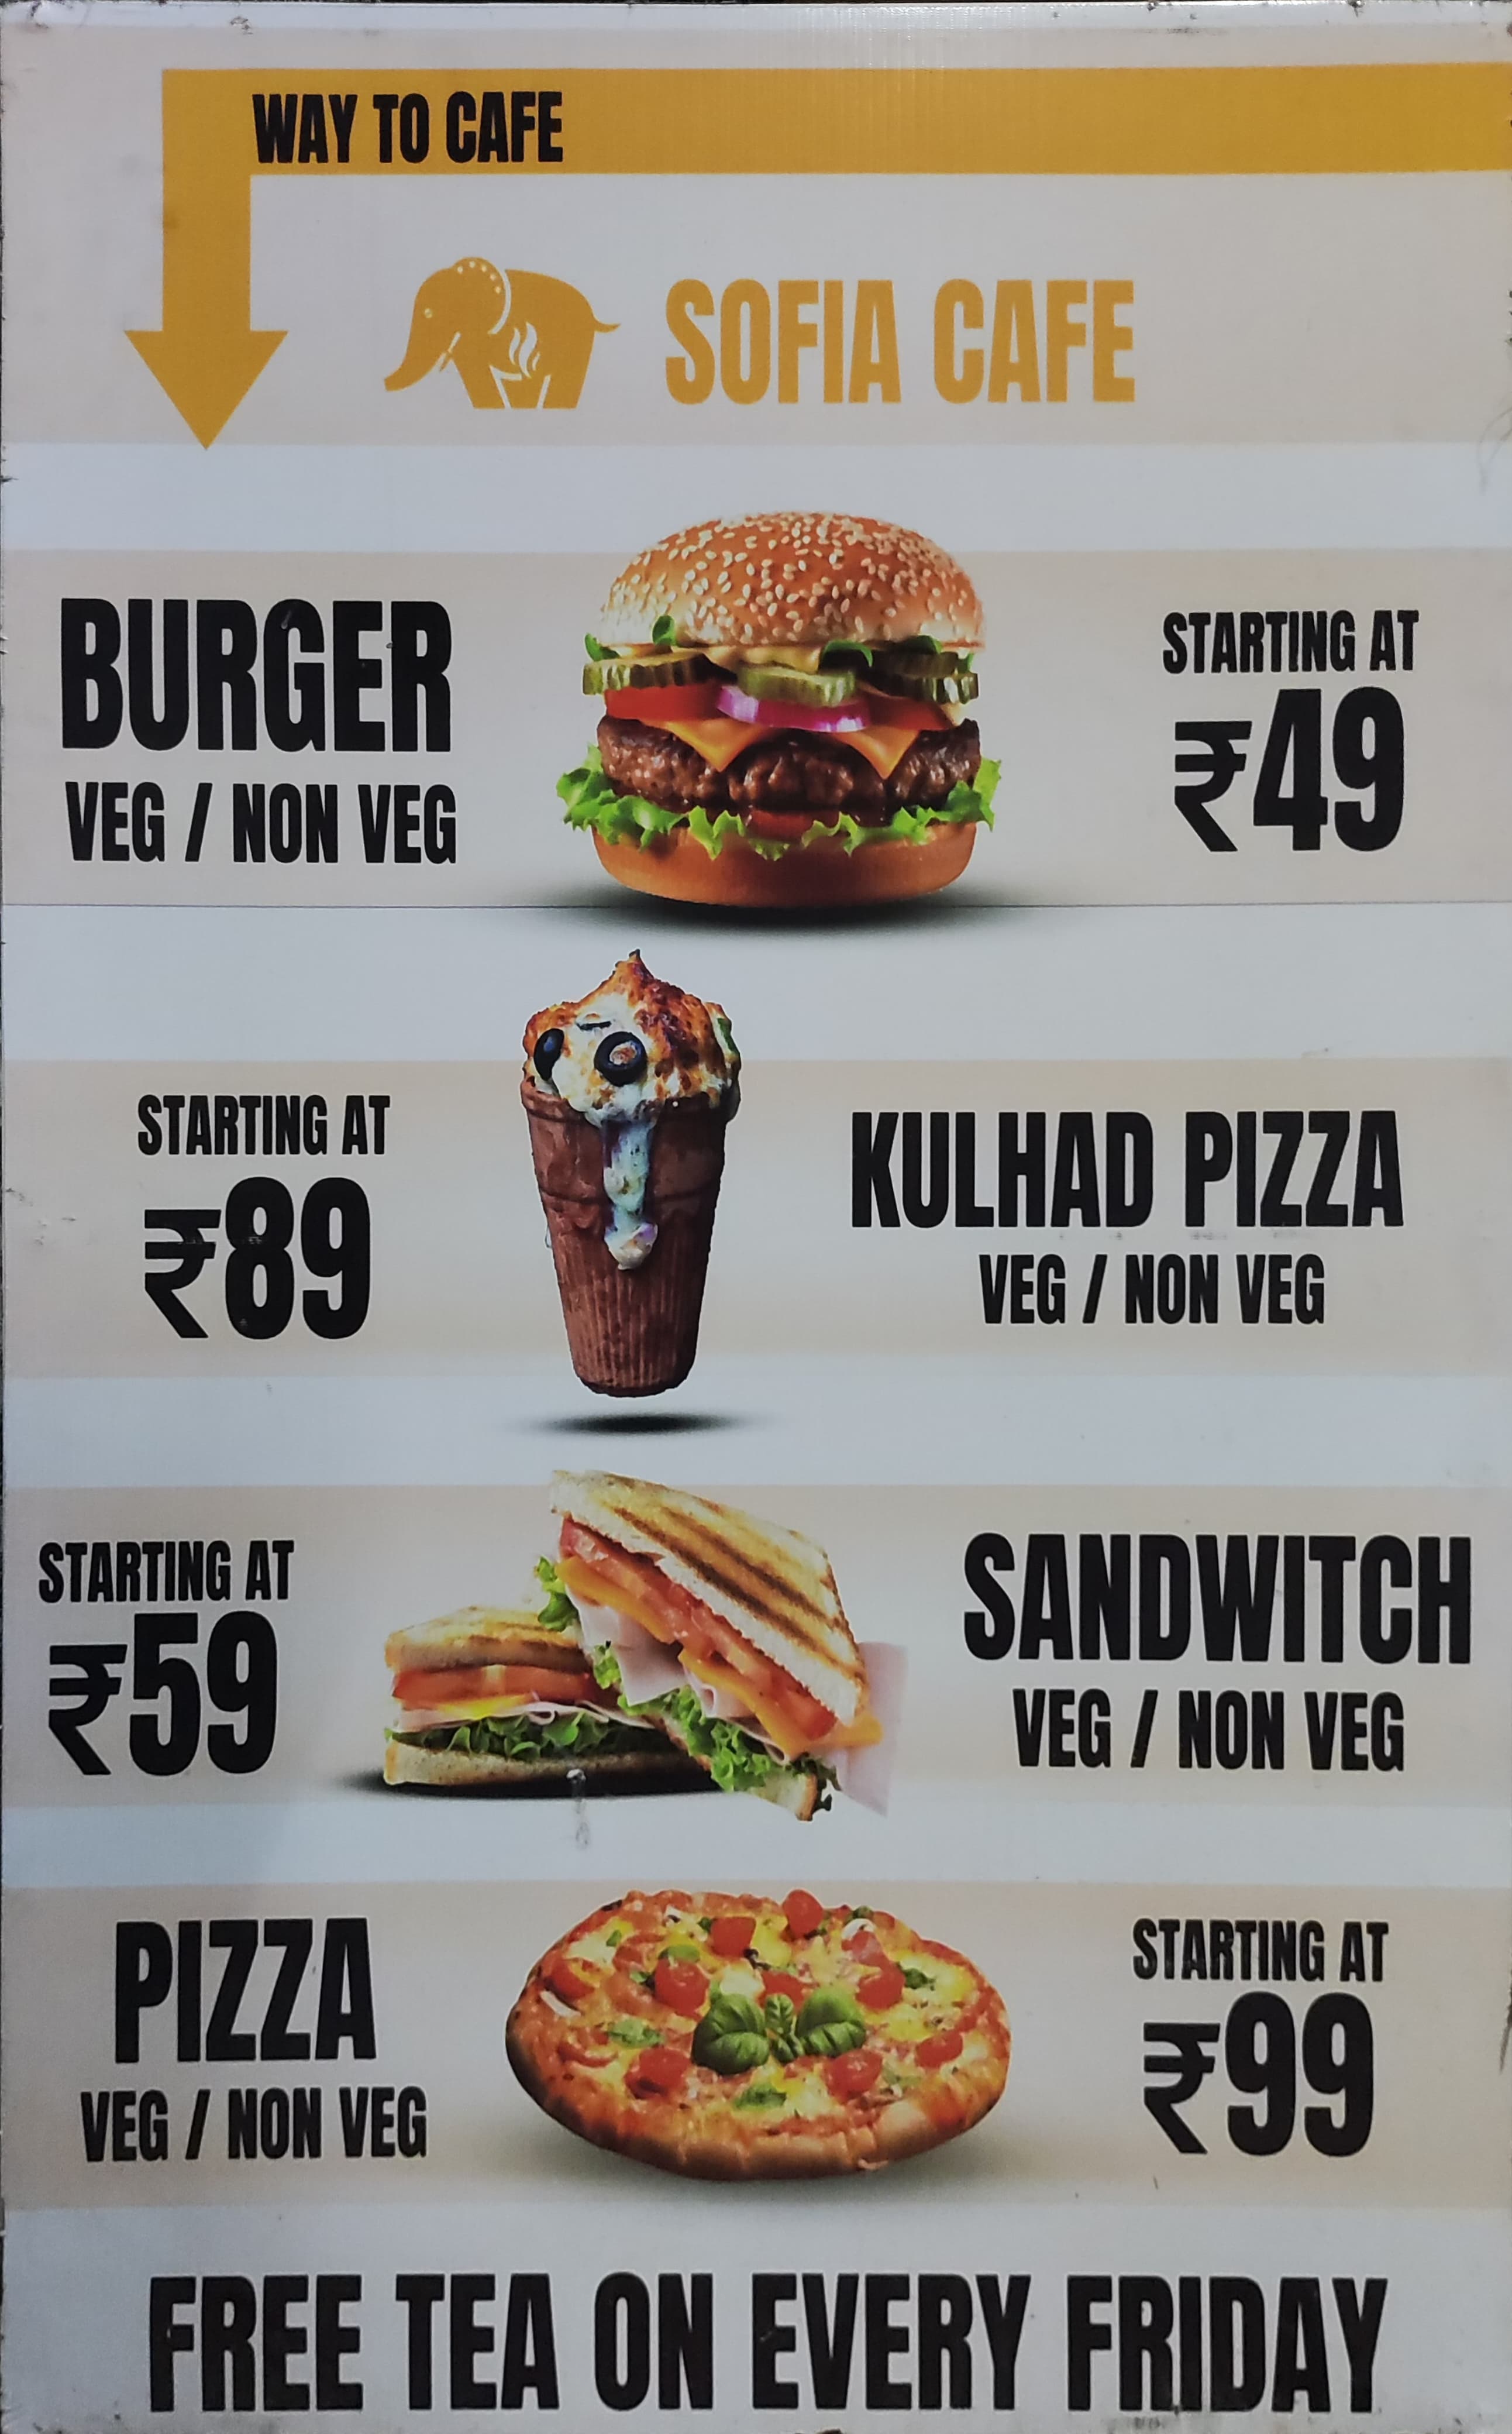 WAY TO CAFE
SOFIA CAFE
BURGER
VEG / NON VEG
STARTING AT
₹49
STARTING AT
₹89
KULHAD PIZZA
VEG / NON VEG
STARTING AT
₹59
SANDWITCH
VEG / NON VEG
PIZZA
VEG / NON VEG
STARTING AT
₹99
FREE TEA ON EVERY FRIDAY